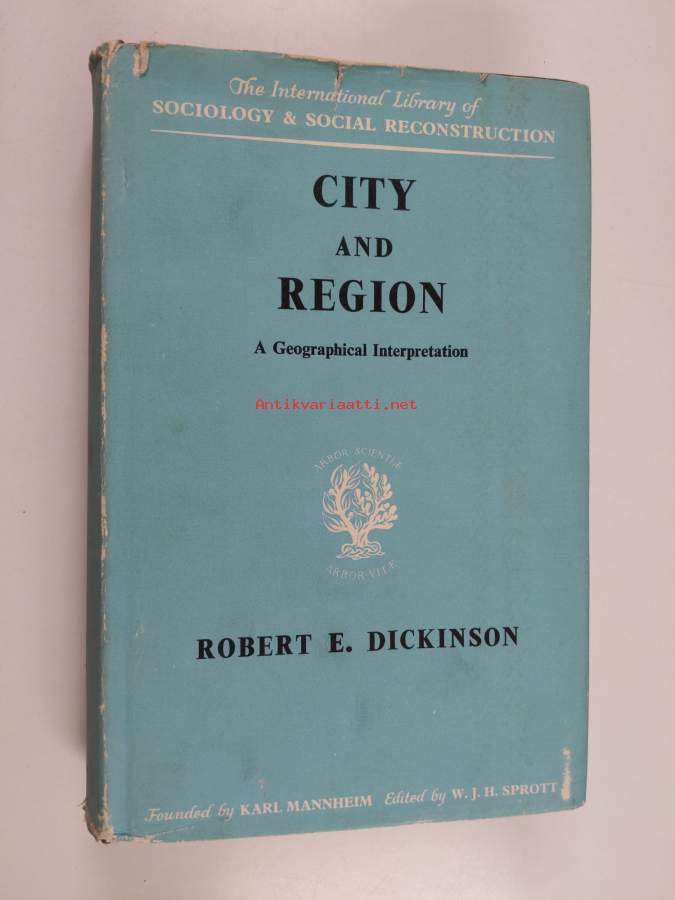 The International Library of
SOCIOLOGY & SOCIAL RECONSTRUCTION
CITY
AND
REGION
A Geographical Interpretation
Antikvariaatti.net
ARBOR SCIENTIÆ
ARBOR VITÆ
ROBERT E. DICKINSON
Founded by KARL MANNHEIM Edited by W. J. H. SPROTT